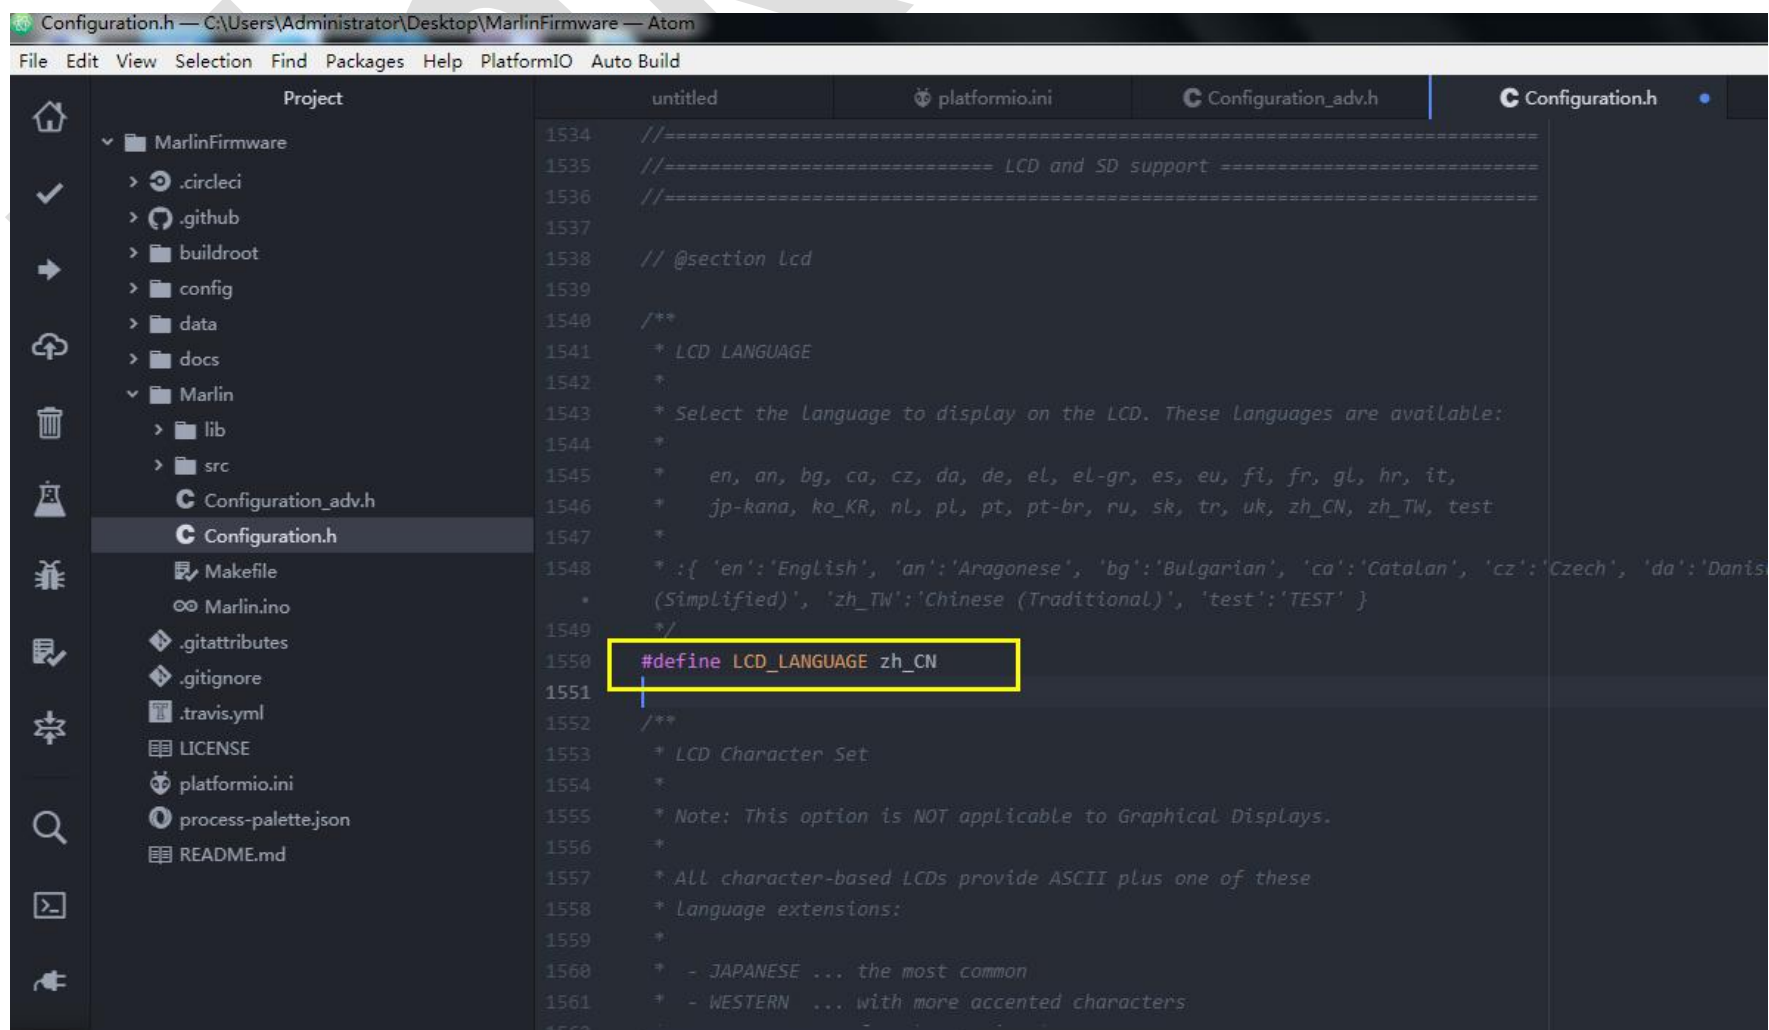 Configuration.h — C:\Users\Administrator\Desktop\MarlinFirmware — Atom
File Edit View Selection Find Packages Help PlatformIO Auto Build
Project
MarlinFirmware
.circleci
.github
buildroot
config
data
docs
Marlin
lib
src
Configuration_adv.h
Configuration.h
Makefile
Marlin.ino
.gitattributes
.gitignore
.travis.yml
LICENSE
platformio.ini
process-palette.json
README.md
untitled platformio.ini Configuration_adv.h Configuration.h
1534 //=============================================================================
1535 //============================= LCD and SD support ============================
1536 //=============================================================================
1537
1538 // @section lcd
1539
1540 /**
1541 * LCD LANGUAGE
1542 *
1543 * Select the language to display on the LCD. These languages are available:
1544 *
1545 * en, an, bg, ca, cz, da, de, el, el-gr, es, eu, fi, fr, gl, hr, it,
1546 * jp-kana, ko_KR, nl, pl, pt, pt-br, ru, sk, tr, uk, zh_CN, zh_TW, test
1547 *
1548 * :{ 'en':'English', 'an':'Aragonese', 'bg':'Bulgarian', 'ca':'Catalan', 'cz':'Czech', 'da':'Danis
• (Simplified)', 'zh_TW':'Chinese (Traditional)', 'test':'TEST' }
1549 */
1550 #define LCD_LANGUAGE zh_CN
1551
1552 /**
1553 * LCD Character Set
1554 *
1555 * Note: This option is NOT applicable to Graphical Displays.
1556 *
1557 * All character-based LCDs provide ASCII plus one of these
1558 * language extensions:
1559 *
1560 * - JAPANESE ... the most common
1561 * - WESTERN ... with more accented characters